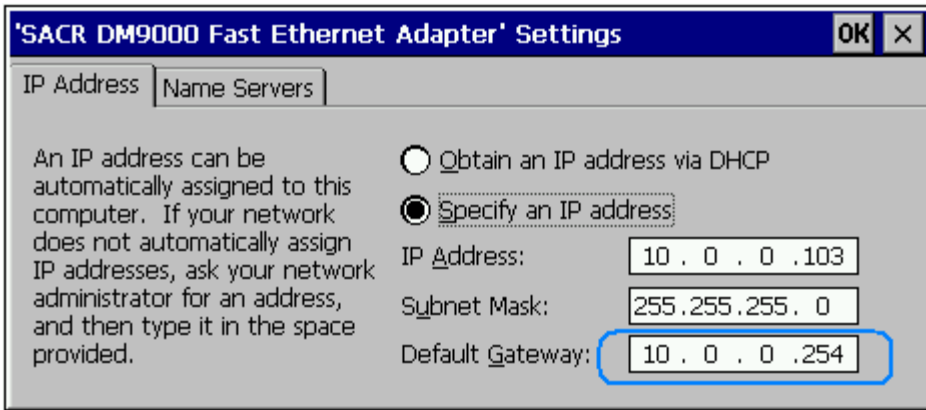 'SACR DM9000 Fast Ethernet Adapter' Settings OK ×
IP Address Name Servers
An IP address can be
automatically assigned to this
computer. If your network
does not automatically assign
IP addresses, ask your network
administrator for an address,
and then type it in the space
provided.
Obtain an IP address via DHCP
Specify an IP address
IP Address: 10 . 0 . 0 .103
Subnet Mask: 255.255.255. 0
Default Gateway: 10 . 0 . 0 .254